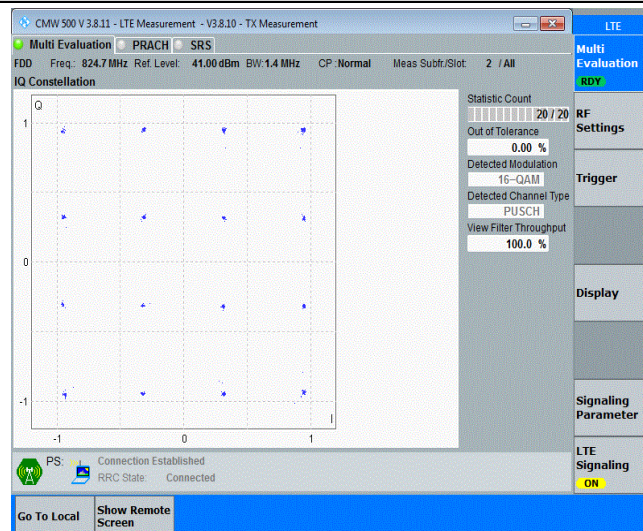 CMW 500 V 3.8.11 - LTE Measurement - V3.8.10 - TX Measurement
LTE
Multi Evaluation PRACH SRS
Multi
Evaluation
RDY
FDD Freq.: 824.7 MHz Ref. Level: 41.00 dBm BW: 1.4 MHz CP : Normal Meas Subfr./Slot: 2 / All
IQ Constellation
Q
1
0
-1
-1
0
1
I
Statistic Count
20 / 20
Out of Tolerance
0.00 %
Detected Modulation
16-QAM
Detected Channel Type
PUSCH
View Filter Throughput
100.0 %
RF
Settings
Trigger
Display
Signaling
Parameter
LTE
Signaling
ON
PS: Connection Established
RRC State: Connected
Go To Local
Show Remote
Screen